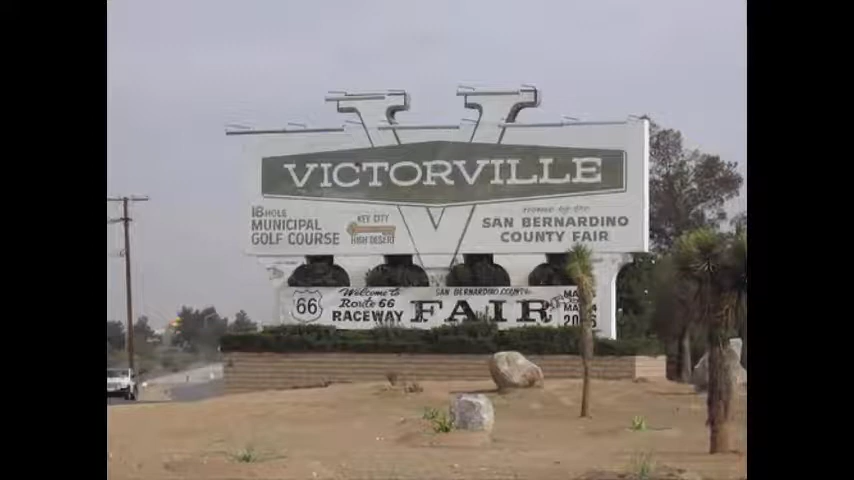 VICTORVILLE
18 HOLE
MUNICIPAL
GOLF COURSE
KEY CITY
HIGH DESERT
Home of the
SAN BERNARDINO
COUNTY FAIR
66
Welcome to
Route 66
RACEWAY
SAN BERNARDINO COUNTY
FAIR